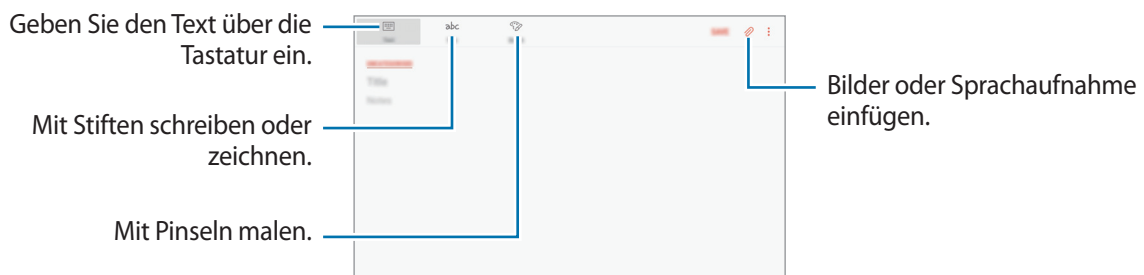 Geben Sie den Text über die
Tastatur ein.
abc
Bilder oder Sprachaufnahme
einfügen.
Mit Stiften schreiben oder
zeichnen.
Mit Pinseln malen.